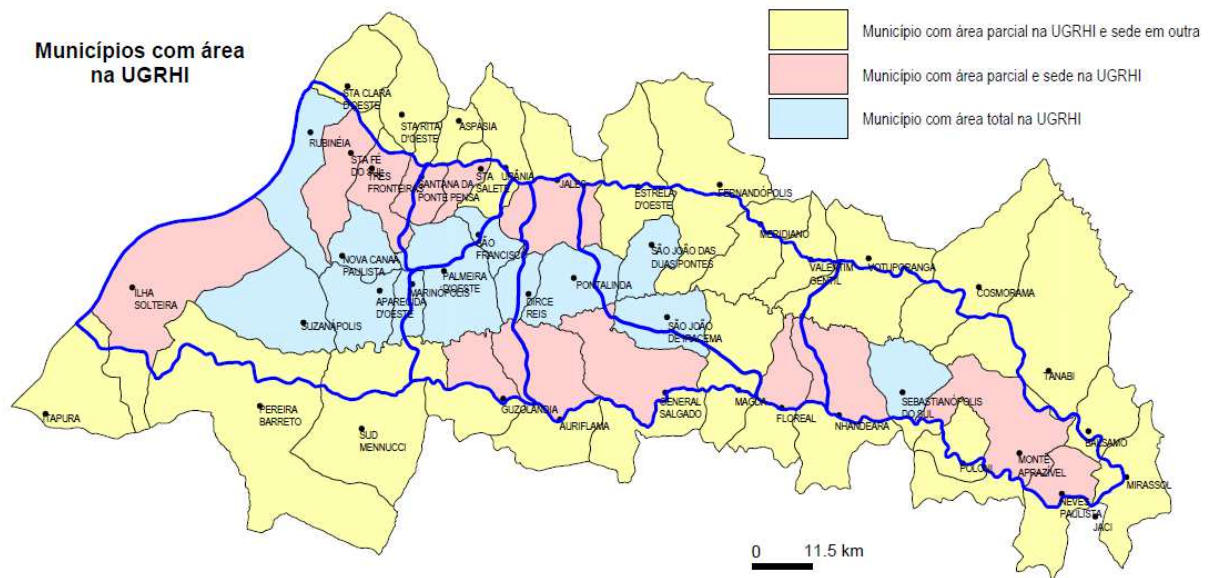 Municípios com área
na UGRHI
Município com área parcial na UGRHI e sede em outra
Município com área parcial e sede na UGRHI
Município com área total na UGRHI
STA CLARA
D'OESTE
STA RITA
D'OESTE
ASPASIA
RUBINÉIA
STA FÉ
DO SUL
TRÊS
FRONTEIRAS
SANTANA DA
PONTE PENSA
STA
SALETE
URÂNIA
JALES
ESTRELA
D'OESTE
FERNANDÓPOLIS
MERIDIANO
VALENTIM
GENTIL
VOTUPORANGA
COSMORAMA
TANABI
NOVA CANAÃ
PAULISTA
SÃO
FRANCISCO
SÃO JOÃO DAS
DUAS PONTES
ILHA
SOLTEIRA
SUZANÁPOLIS
APARECIDA
D'OESTE
MARINÓPOLIS
PALMEIRA
D'OESTE
DIRCE
REIS
PONTALINDA
SÃO JOÃO
DE IRACEMA
ITAPURA
PEREIRA
BARRETO
SUD
MENNUCCI
GUZOLÂNDIA
AURIFLAMA
GENERAL
SALGADO
MAGDA
FLOREAL
NHANDEARA
SEBASTIANÓPOLIS
DO SUL
POLONI
MONTE
APRAZÍVEL
BÁLSAMO
MIRASSOL
NEVES
PAULISTA
JACI
0 11.5 km